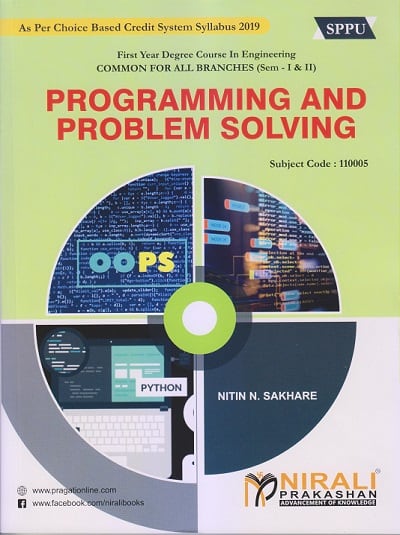 As Per Choice Based Credit System Syllabus 2019
SPPU
First Year Degree Course In Engineering
COMMON FOR ALL BRANCHES (Sem - I & II)
PROGRAMMING AND
PROBLEM SOLVING
Subject Code : 110005
OOPS
PYTHON
NITIN N. SAKHARE
NIRALI
PRAKASHAN
ADVANCEMENT OF KNOWLEDGE
www.pragationline.com
www.facebook.com/niralibooks